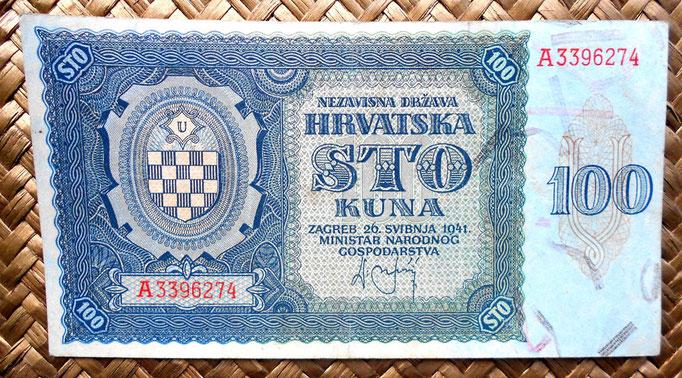 STO
100
A3396274
U
NEZAVISNA DRŽAVA
HRVATSKA
STO
KUNA
ZAGREB 26. SVIBNJA 1941.
MINISTAR NARODNOG
GOSPODARSTVA
100
A3396274
100
STO